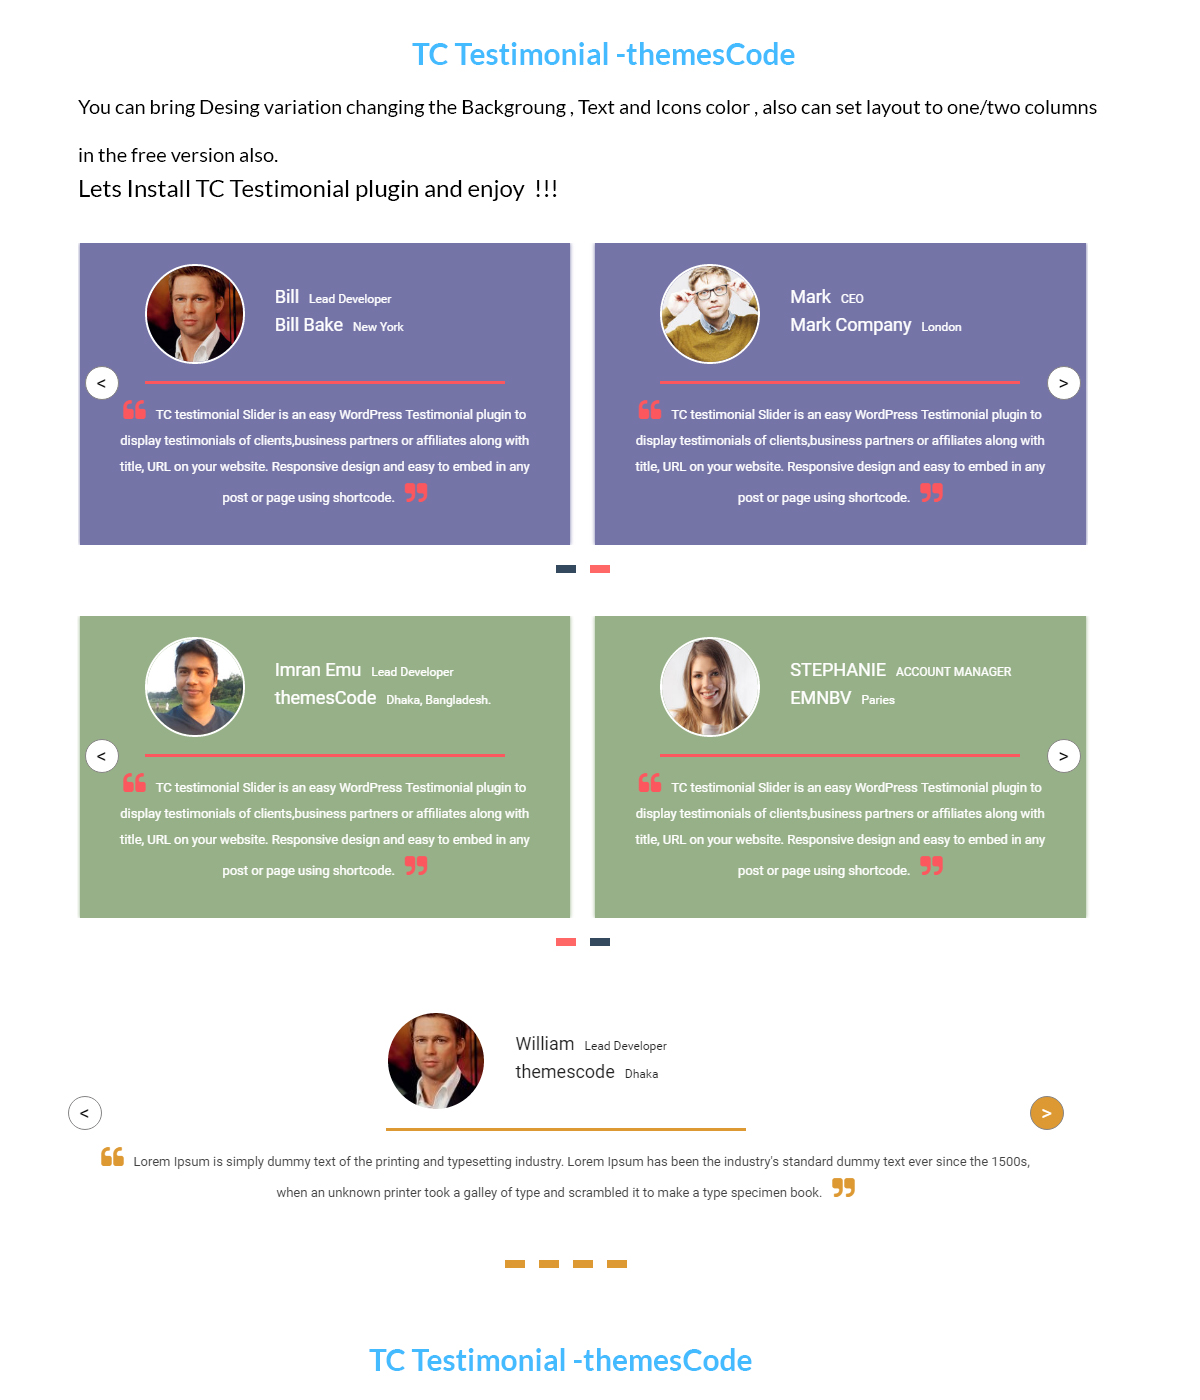 TC Testimonial -themesCode
You can bring Desing variation changing the Backgroung , Text and Icons color , also can set layout to one/two columns
in the free version also.
Lets Install TC Testimonial plugin and enjoy !!!
Bill Lead Developer
Bill Bake New York
<
“ TC testimonial Slider is an easy WordPress Testimonial plugin to
display testimonials of clients,business partners or affiliates along with
title, URL on your website. Responsive design and easy to embed in any
post or page using shortcode. ”
Mark CEO
Mark Company London
>
“ TC testimonial Slider is an easy WordPress Testimonial plugin to
display testimonials of clients,business partners or affiliates along with
title, URL on your website. Responsive design and easy to embed in any
post or page using shortcode. ”
Imran Emu Lead Developer
themesCode Dhaka, Bangladesh.
<
“ TC testimonial Slider is an easy WordPress Testimonial plugin to
display testimonials of clients,business partners or affiliates along with
title, URL on your website. Responsive design and easy to embed in any
post or page using shortcode. ”
STEPHANIE ACCOUNT MANAGER
EMNBV Paries
>
“ TC testimonial Slider is an easy WordPress Testimonial plugin to
display testimonials of clients,business partners or affiliates along with
title, URL on your website. Responsive design and easy to embed in any
post or page using shortcode. ”
William Lead Developer
themescode Dhaka
< >
“ Lorem Ipsum is simply dummy text of the printing and typesetting industry. Lorem Ipsum has been the industry's standard dummy text ever since the 1500s,
when an unknown printer took a galley of type and scrambled it to make a type specimen book. ”
TC Testimonial -themesCode